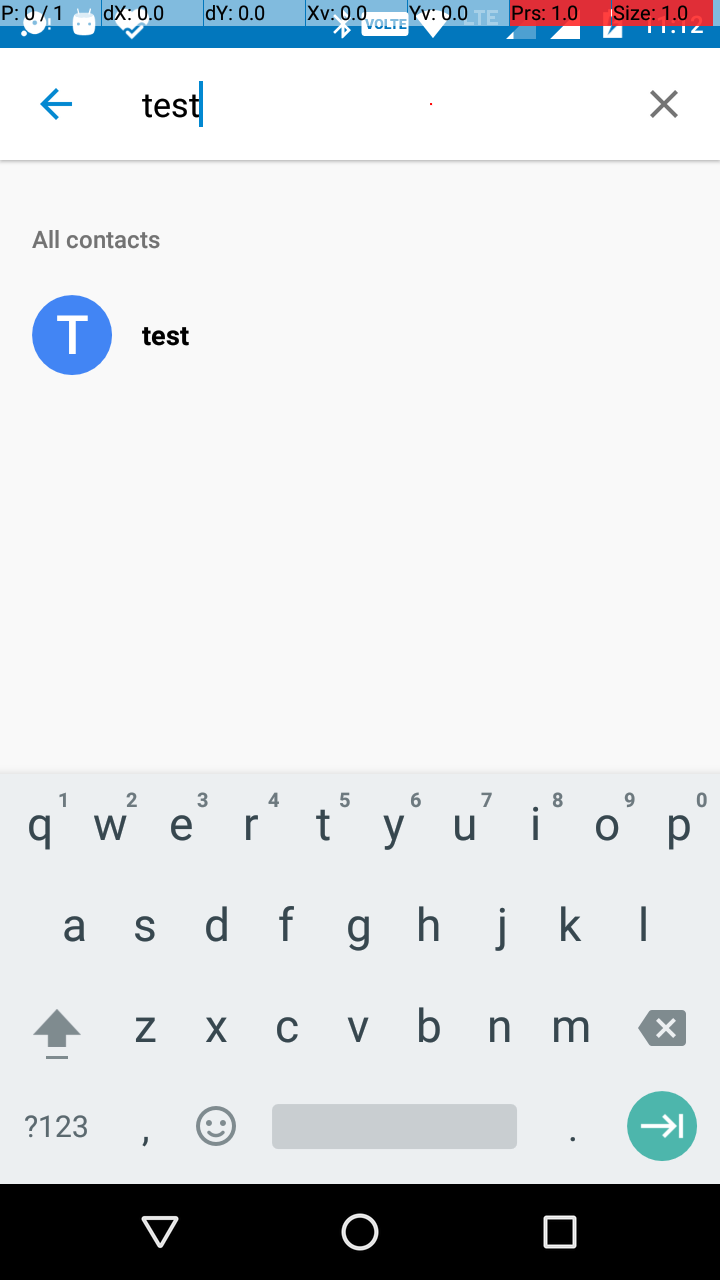 P: 0 / 1 dX: 0.0 dY: 0.0 Xv: 0.0 Yv: 0.0 Prs: 1.0 Size: 1.0
VOLTE LTE 11:12
test
All contacts
T test
q 1 w 2 e 3 r 4 t 5 y 6 u 7 i 8 o 9 p 0
a s d f g h j k l
z x c v b n m
?123 , .